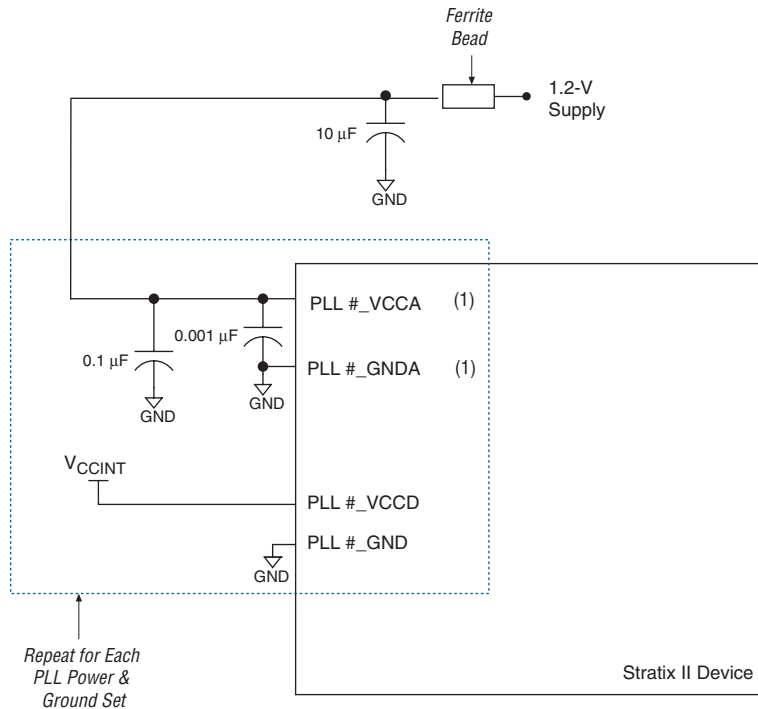 Ferrite
Bead
1.2-V
Supply
10 µF
GND
PLL #_VCCA (1)
0.001 µF
0.1 µF
PLL #_GNDA (1)
GND
GND
VCCINT
PLL #_VCCD
PLL #_GND
GND
Repeat for Each
PLL Power &
Ground Set
Stratix II Device